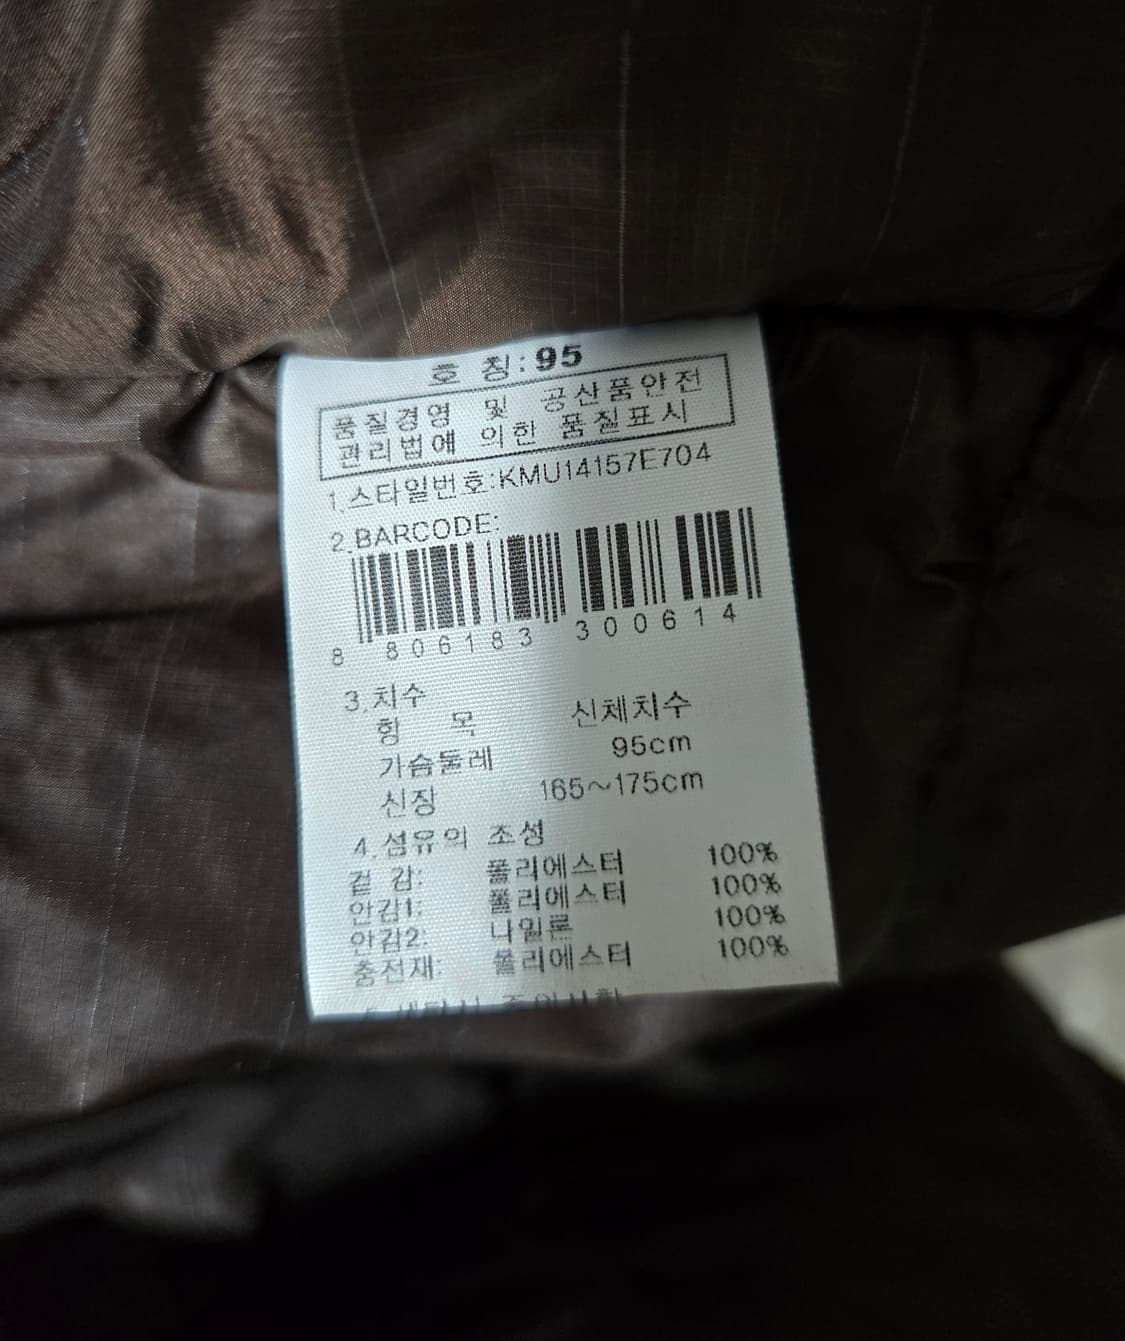 호 칭:95
품질경영 및 공산품안전
관리법에 의한 품질표시
1.스타일번호:KMU14157E704
2.BARCODE:
8 806183 300614
3.치수
항 목 신체치수
가슴둘레 95cm
신장 165~175cm
4.섬유의 조성
겉 감: 폴리에스터 100%
안감1: 폴리에스터 100%
안감2: 나일론 100%
충전재: 폴리에스터 100%